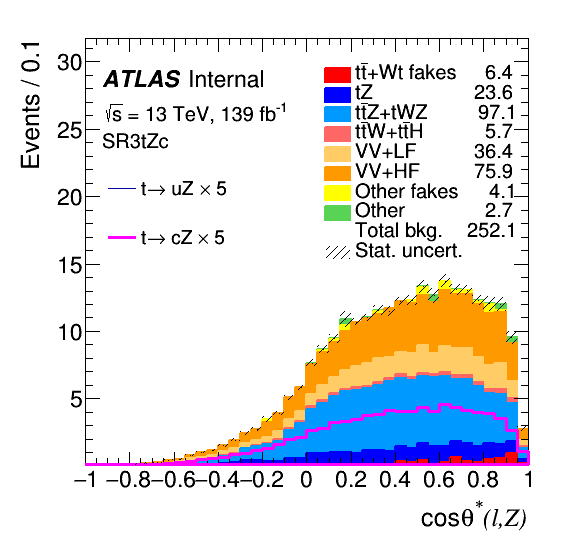 Events / 0.1
30
25
20
15
10
5
ATLAS Internal
√s = 13 TeV, 139 fb⁻¹
SR3tZc
t→ uZ × 5
t→ cZ × 5
tt̄+Wt fakes 6.4
tZ 23.6
tt̄Z+tWZ 97.1
tt̄W+tt̄H 5.7
VV+LF 36.4
VV+HF 75.9
Other fakes 4.1
Other 2.7
Total bkg. 252.1
Stat. uncert.
−1 −0.8 −0.6 −0.4 −0.2 0 0.2 0.4 0.6 0.8 1
cosθ*(l,Z)